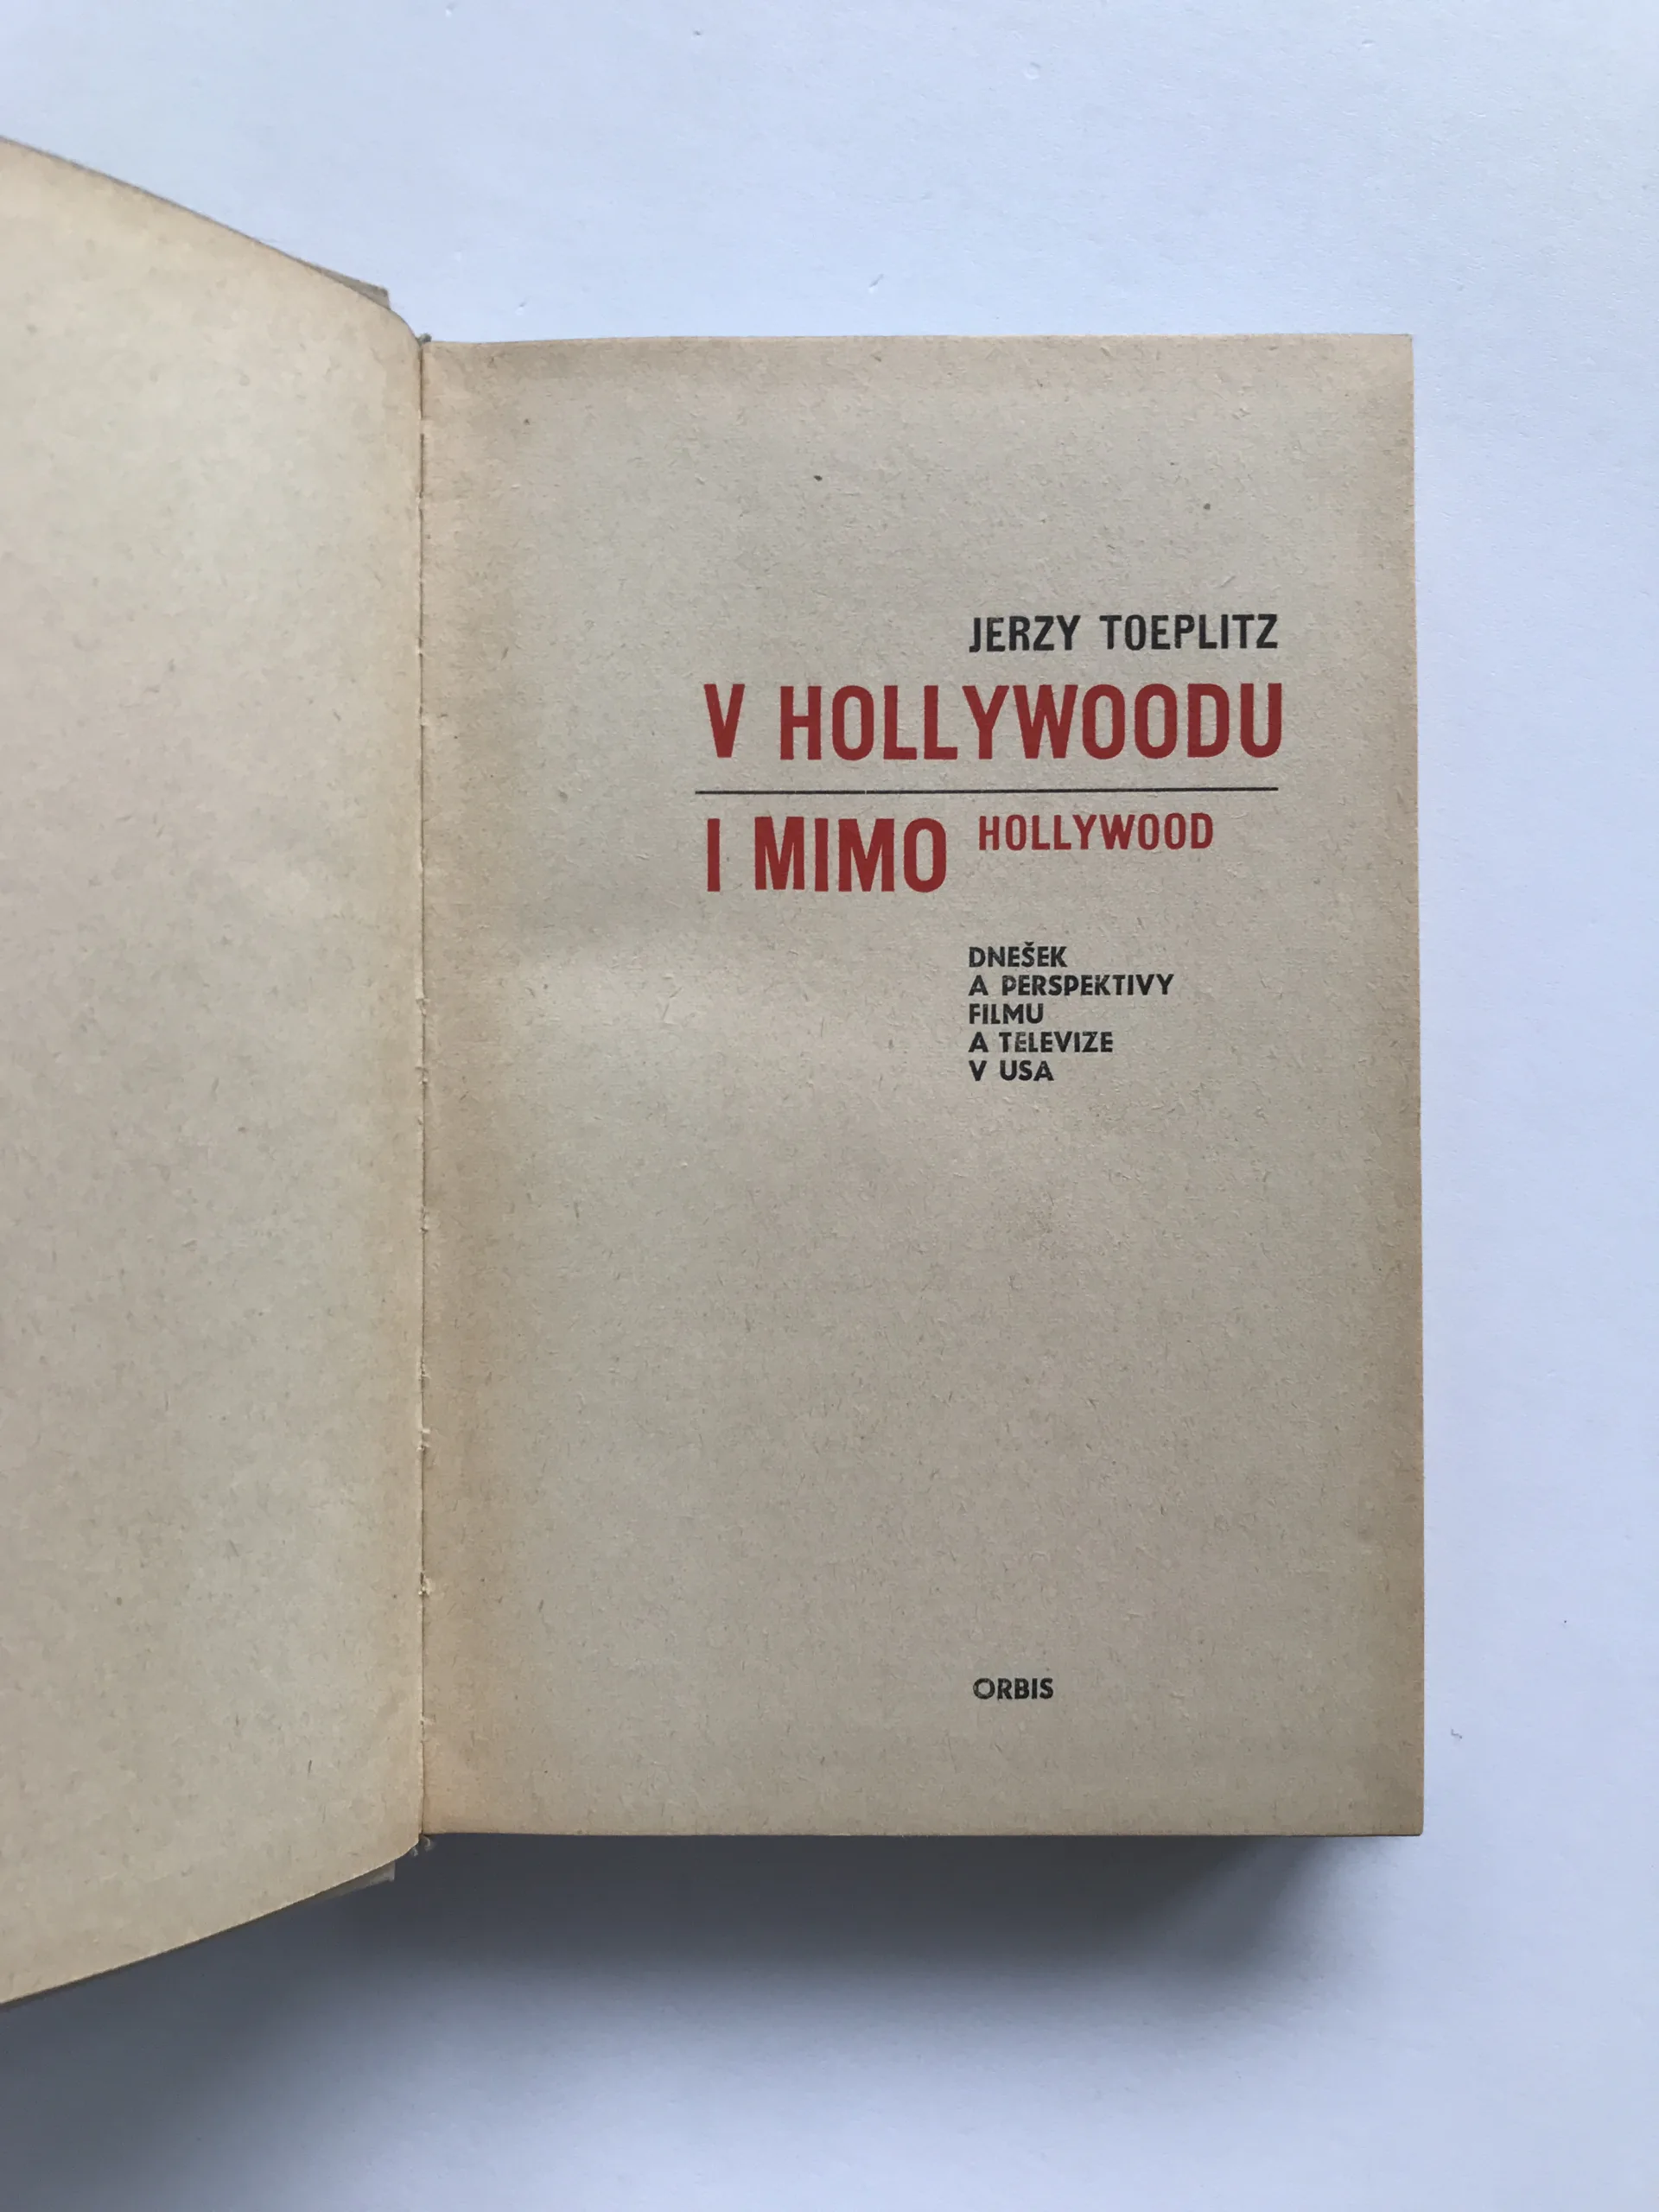 JERZY TOEPLITZ
V HOLLYWOODU
I MIMO HOLLYWOOD
DNEŠEK
A PERSPEKTIVY
FILMU
A TELEVIZE
V USA
ORBIS